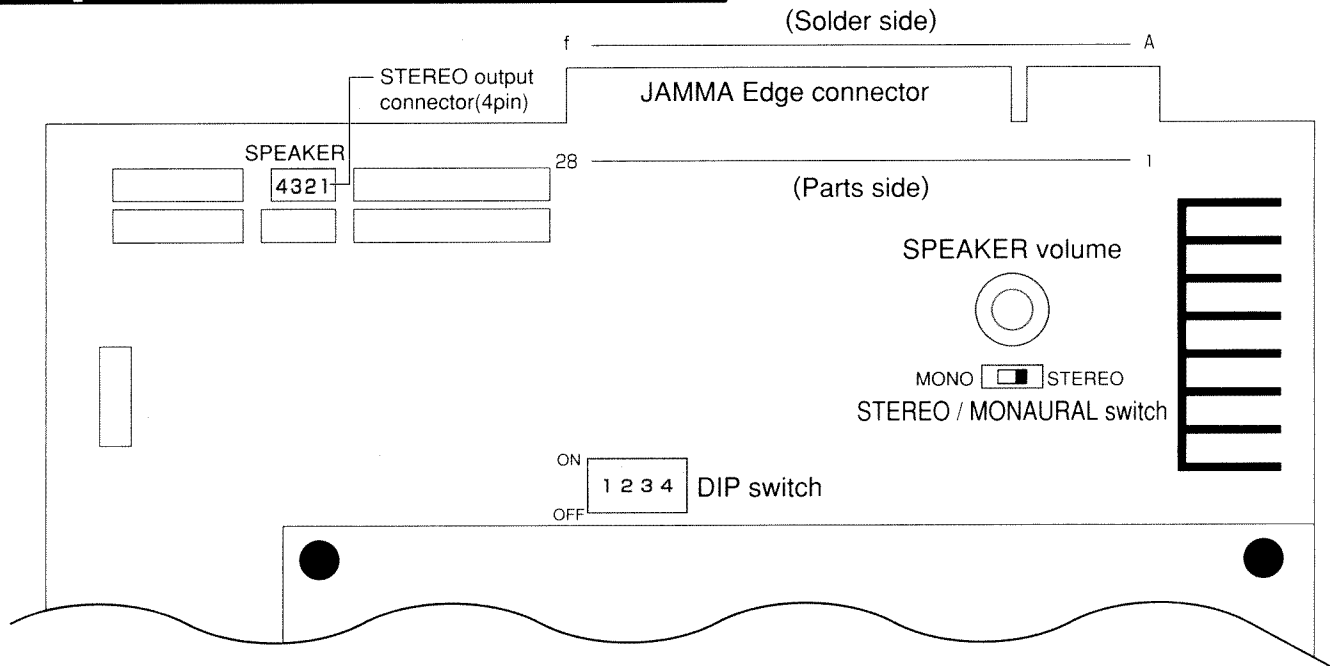 (Solder side)
f
A
STEREO output
connector(4pin)
JAMMA Edge connector
SPEAKER
4321
28
1
(Parts side)
SPEAKER volume
MONO
STEREO
STEREO / MONAURAL switch
ON
1 2 3 4
DIP switch
OFF